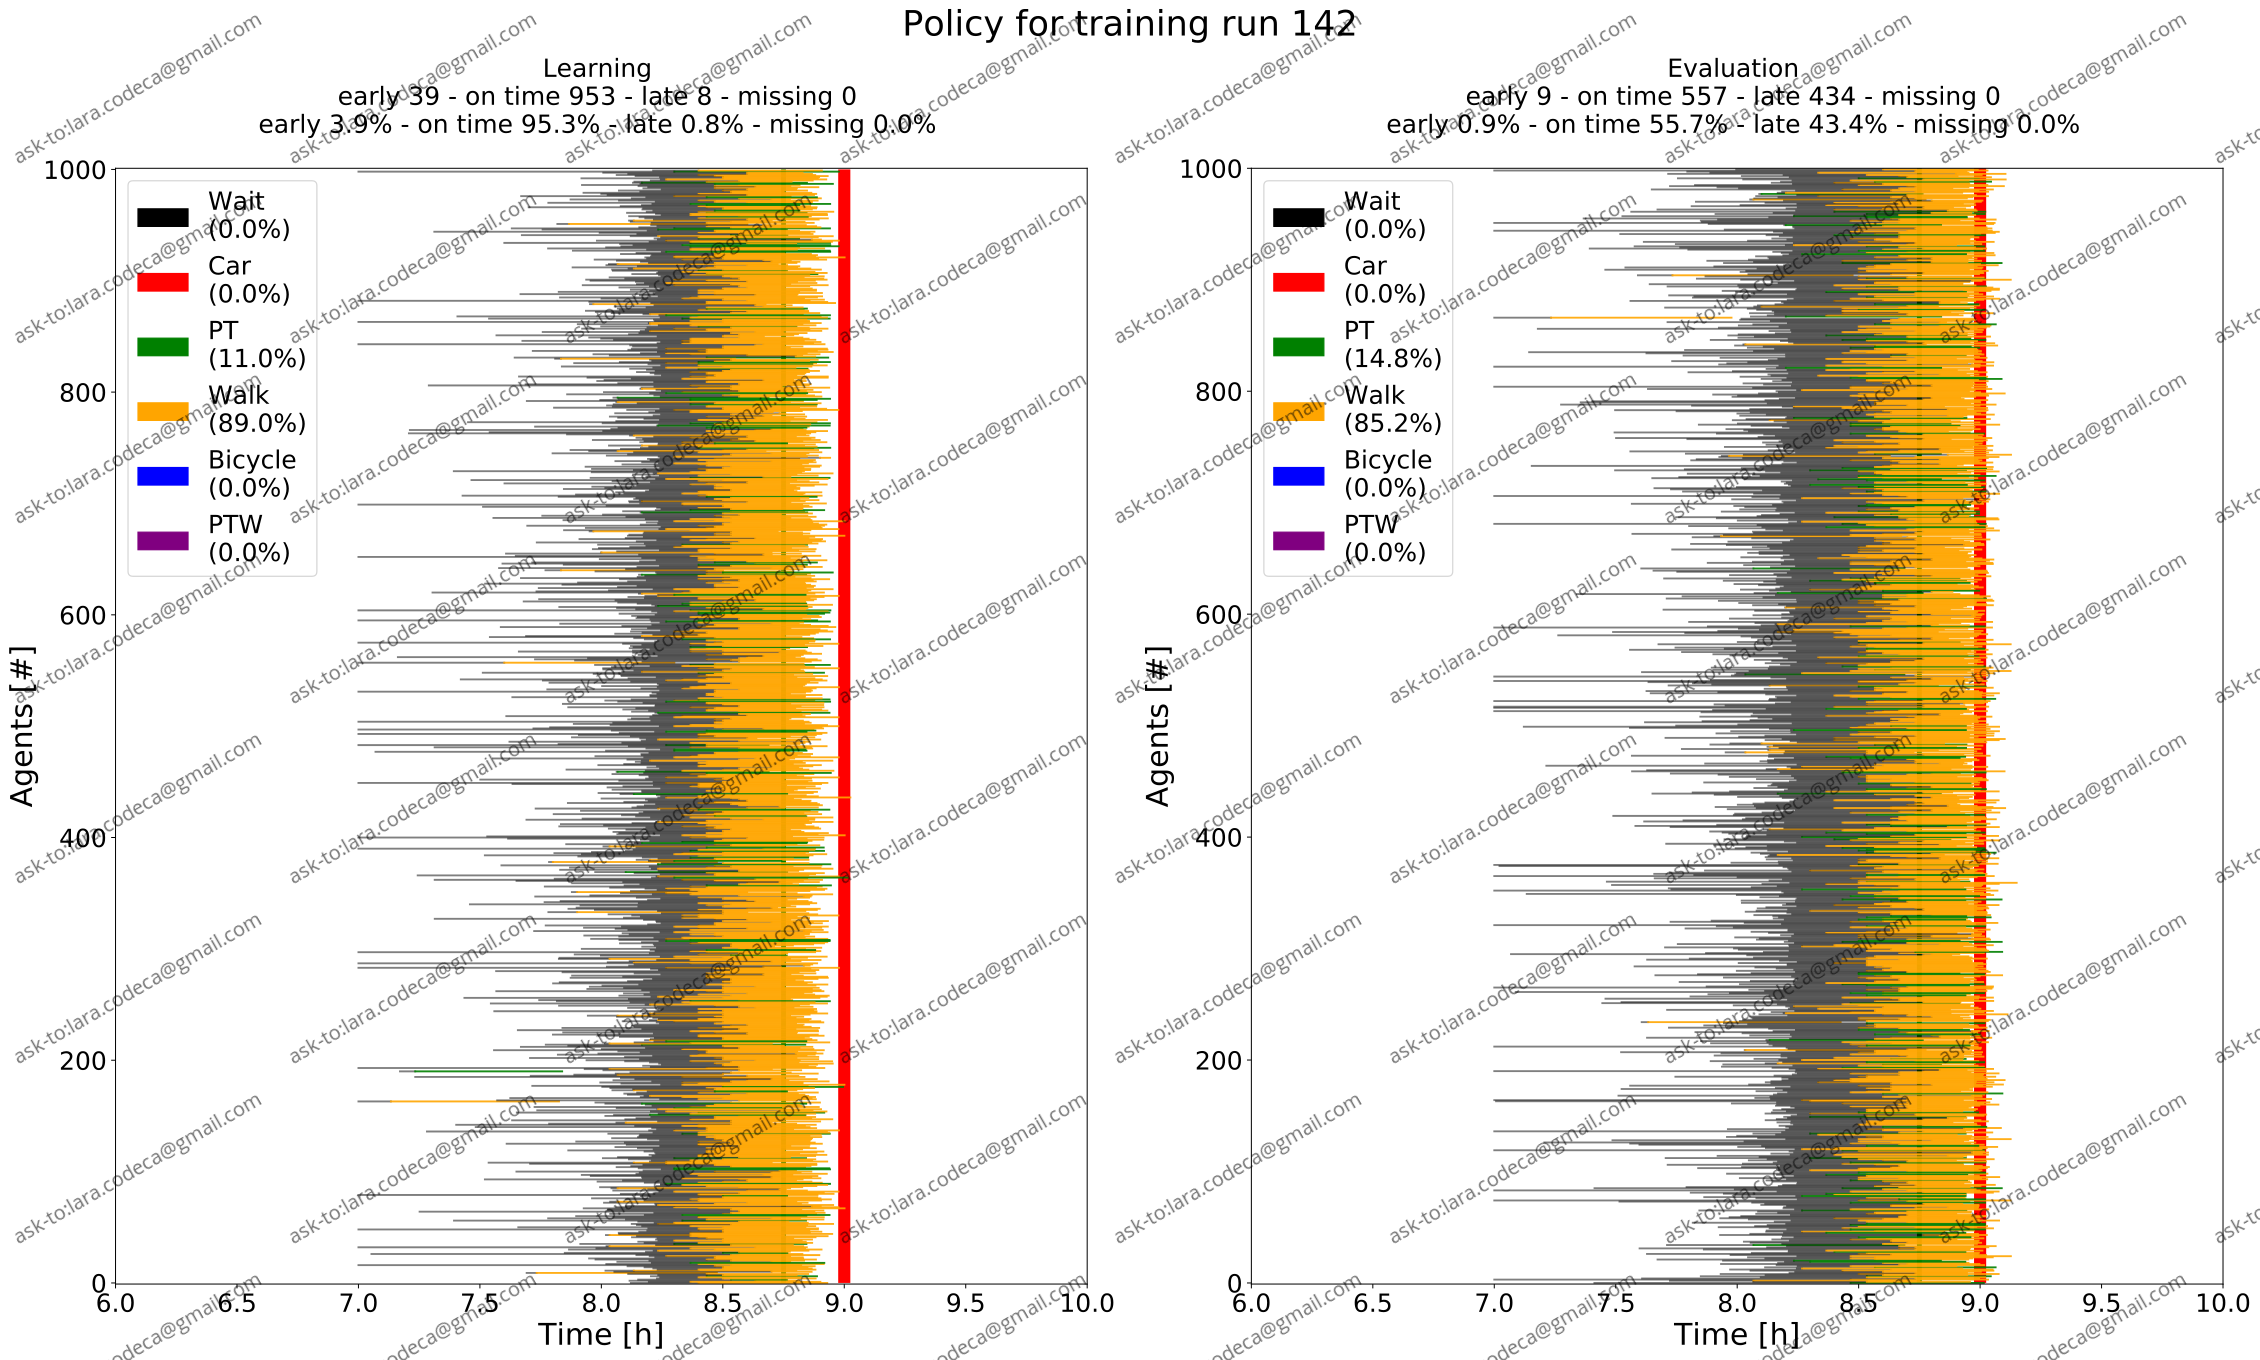 Policy for training run 142
Learning
early 39 - on time 953 - late 8 - missing 0
early 3.9% - on time 95.3% - late 0.8% - missing 0.0%
Wait
(0.0%)
Car
(0.0%)
PT
(11.0%)
Walk
(89.0%)
Bicycle
(0.0%)
PTW
(0.0%)
1000
800
600
400
200
0
Agents [#]
6.0 6.5 7.0 7.5 8.0 8.5 9.0 9.5 10.0
Time [h]
Evaluation
early 9 - on time 557 - late 434 - missing 0
early 0.9% - on time 55.7% - late 43.4% - missing 0.0%
Wait
(0.0%)
Car
(0.0%)
PT
(14.8%)
Walk
(85.2%)
Bicycle
(0.0%)
PTW
(0.0%)
1000
800
600
400
200
0
Agents [#]
6.0 6.5 7.0 7.5 8.0 8.5 9.0 9.5 10.0
Time [h]
ask-to:lara.codeca@gmail.com